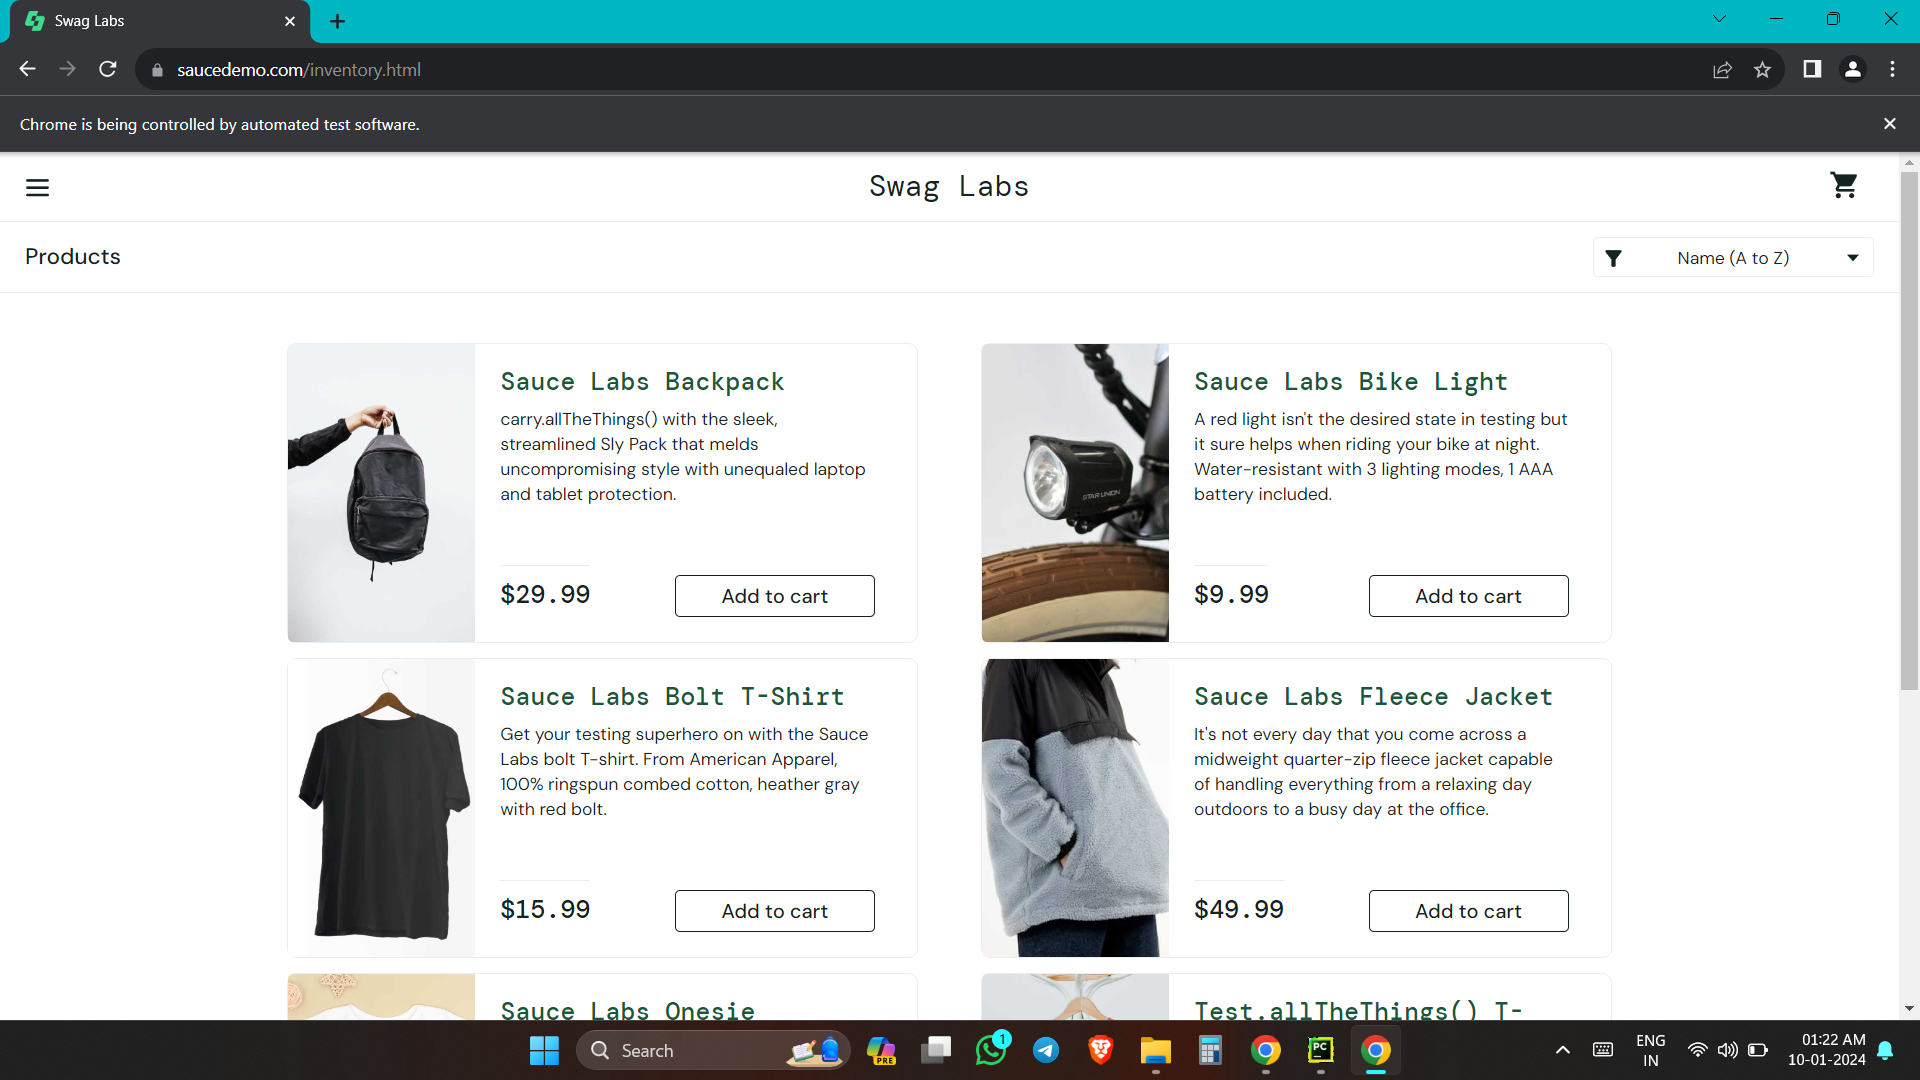 Swag Labs
saucedemo.com/inventory.html
Chrome is being controlled by automated test software.
Swag Labs
Products
Name (A to Z)
Sauce Labs Backpack
carry.allTheThings() with the sleek,
streamlined Sly Pack that melds
uncompromising style with unequaled laptop
and tablet protection.
$29.99
Add to cart
STAR UNION
Sauce Labs Bike Light
A red light isn't the desired state in testing but
it sure helps when riding your bike at night.
Water-resistant with 3 lighting modes, 1 AAA
battery included.
$9.99
Add to cart
Sauce Labs Bolt T-Shirt
Get your testing superhero on with the Sauce
Labs bolt T-shirt. From American Apparel,
100% ringspun combed cotton, heather gray
with red bolt.
$15.99
Add to cart
Sauce Labs Fleece Jacket
It's not every day that you come across a
midweight quarter-zip fleece jacket capable
of handling everything from a relaxing day
outdoors to a busy day at the office.
$49.99
Add to cart
Sauce Labs Onesie
Test.allTheThings() T-
Search
PRE
1
PC
ENG
IN
01:22 AM
10-01-2024